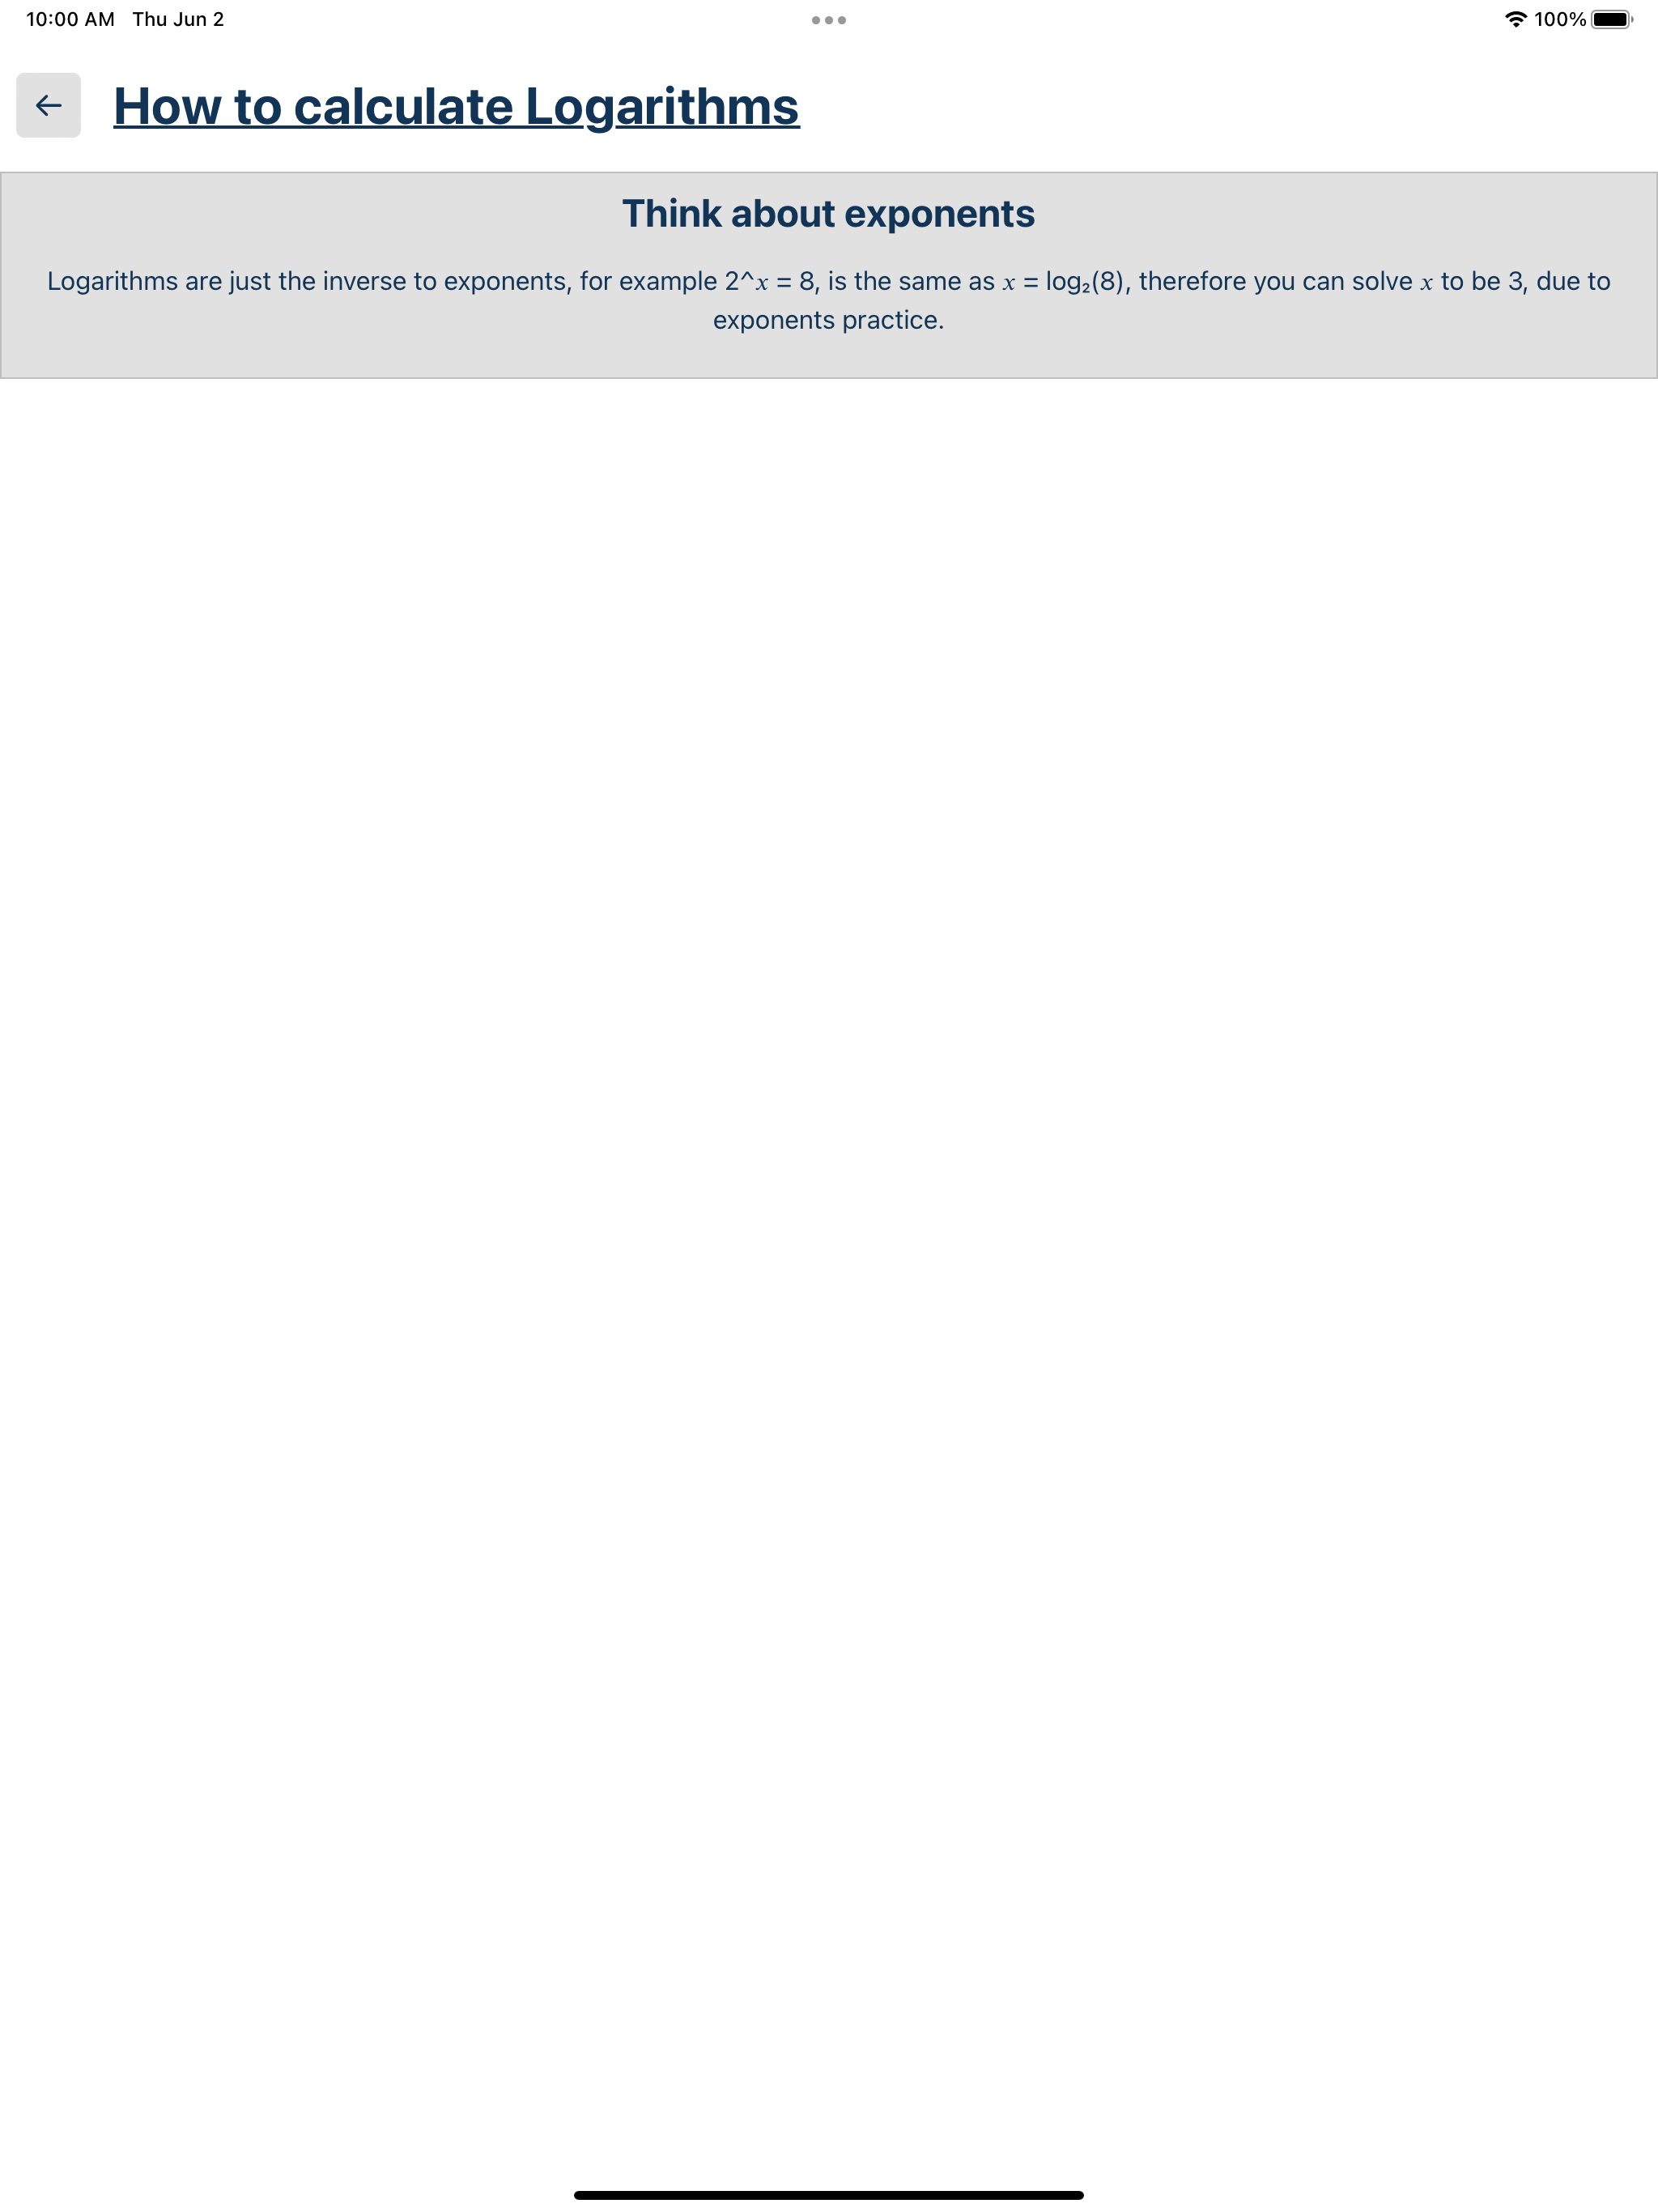 10:00 AM Thu Jun 2
100%
How to calculate Logarithms
Think about exponents
Logarithms are just the inverse to exponents, for example 2^𝑥 = 8, is the same as 𝑥 = log₂(8), therefore you can solve 𝑥 to be 3, due to
exponents practice.